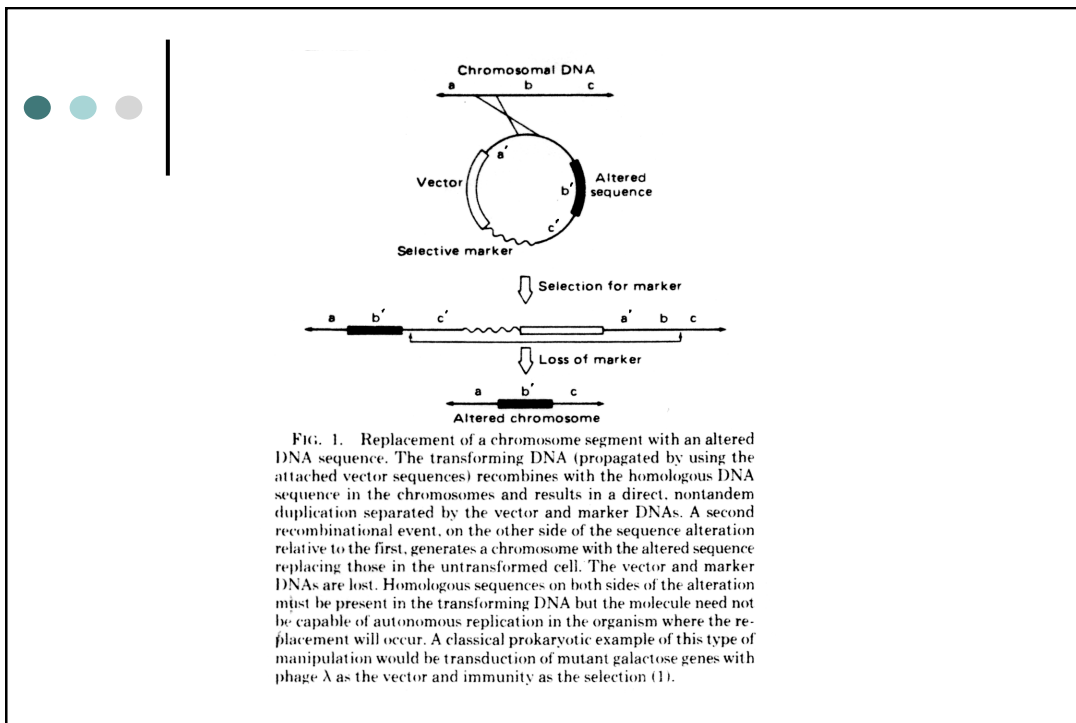 Chromosomal DNA
a b c
a'
Vector
b'
Altered
sequence
c'
Selective marker
Selection for marker
a b' c' a' b c
Loss of marker
a b' c
Altered chromosome
FIG. 1. Replacement of a chromosome segment with an altered
DNA sequence. The transforming DNA (propagated by using the
attached vector sequences) recombines with the homologous DNA
sequence in the chromosomes and results in a direct, nontandem
duplication separated by the vector and marker DNAs. A second
recombinational event, on the other side of the sequence alteration
relative to the first, generates a chromosome with the altered sequence
replacing those in the untransformed cell. The vector and marker
DNAs are lost. Homologous sequences on both sides of the alteration
must be present in the transforming DNA but the molecule need not
be capable of autonomous replication in the organism where the re-
placement will occur. A classical prokaryotic example of this type of
manipulation would be transduction of mutant galactose genes with
phage λ as the vector and immunity as the selection (1).